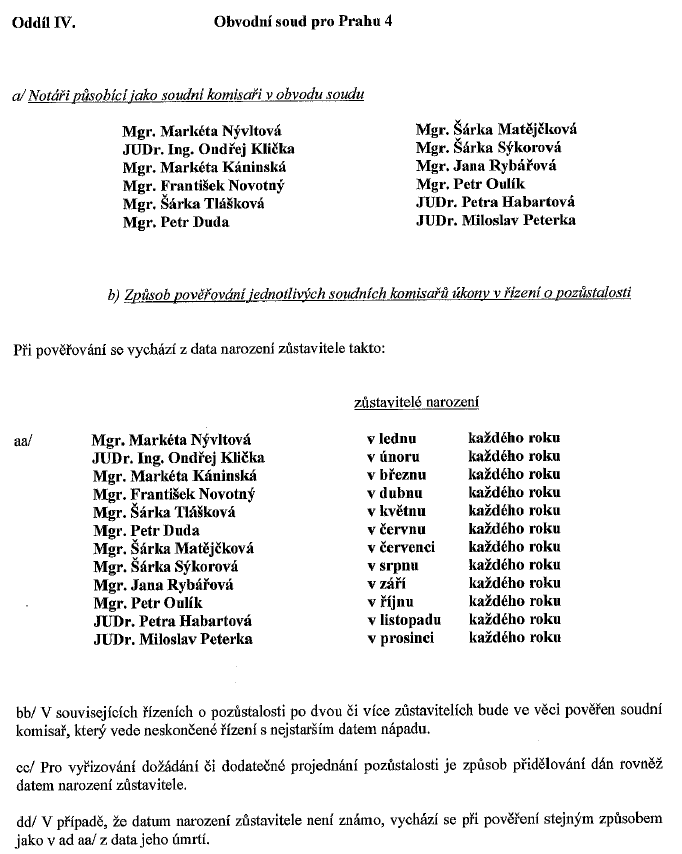 Oddíl IV. Obvodní soud pro Prahu 4
a/ Notáři působící jako soudní komisaři v obvodu soudu
Mgr. Markéta Nývltová Mgr. Šárka Matějčková
JUDr. Ing. Ondřej Klička Mgr. Šárka Sýkorová
Mgr. Markéta Káninská Mgr. Jana Rybářová
Mgr. František Novotný Mgr. Petr Oulík
Mgr. Šárka Tlášková JUDr. Petra Habartová
Mgr. Petr Duda JUDr. Miloslav Peterka
b) Způsob pověřování jednotlivých soudních komisařů úkony v řízení o pozůstalosti
Při pověřování se vychází z data narození zůstavitele takto:
zůstavitelé narození
aa/ Mgr. Markéta Nývltová v lednu každého roku
JUDr. Ing. Ondřej Klička v únoru každého roku
Mgr. Markéta Káninská v březnu každého roku
Mgr. František Novotný v dubnu každého roku
Mgr. Šárka Tlášková v květnu každého roku
Mgr. Petr Duda v červnu každého roku
Mgr. Šárka Matějčková v červenci každého roku
Mgr. Šárka Sýkorová v srpnu každého roku
Mgr. Jana Rybářová v září každého roku
Mgr. Petr Oulík v říjnu každého roku
JUDr. Petra Habartová v listopadu každého roku
JUDr. Miloslav Peterka v prosinci každého roku
bb/ V souvisejících řízeních o pozůstalosti po dvou či více zůstavitelích bude ve věci pověřen soudní
komisař, který vede neskončené řízení s nejstarším datem nápadu.
cc/ Pro vyřizování dožádání či dodatečné projednání pozůstalosti je způsob přidělování dán rovněž
datem narození zůstavitele.
dd/ V případě, že datum narození zůstavitele není známo, vychází se při pověření stejným způsobem
jako v ad aa/ z data jeho úmrtí.